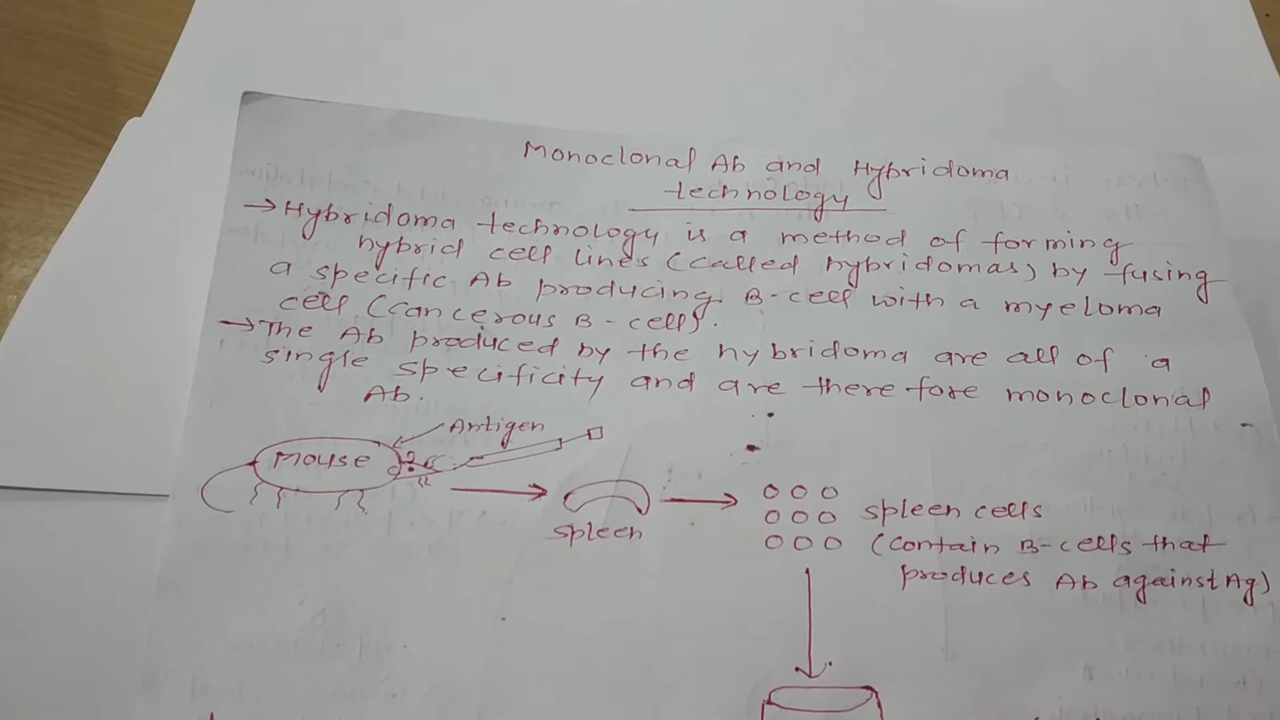 Monoclonal Ab and Hybridoma
technology
→ Hybridoma technology is a method of forming
hybrid cell lines (called hybridomas) by fusing
a specific Ab producing B-cell with a myeloma
cell (cancerous B-cell).
→ The Ab produced by the hybridoma are all of a
single specificity and are therefore monoclonal
Ab.
Antigen
Mouse
spleen
spleen cells
(contain B-cells that
produces Ab against Ag)